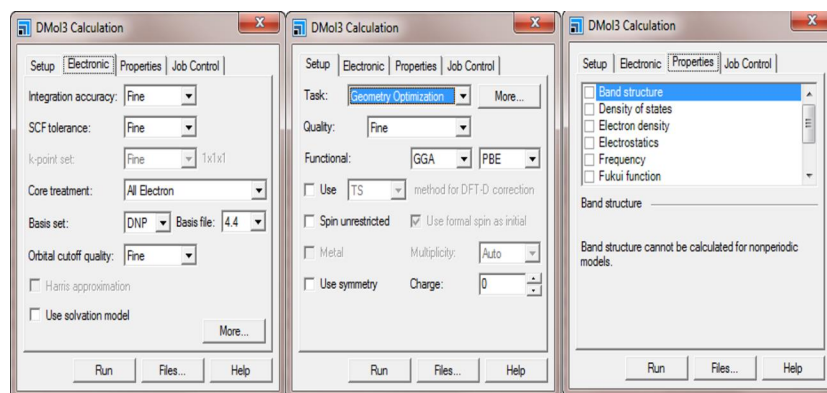 DMol3 Calculation
X
Setup Electronic Properties Job Control
Integration accuracy: Fine
SCF tolerance: Fine
k-point set: Fine 1x1x1
Core treatment: All Electron
Basis set: DNP Basis file: 4.4
Orbital cutoff quality: Fine
Harris approximation
Use solvation model
More...
Run Files... Help
DMol3 Calculation
X
Setup Electronic Properties Job Control
Task: Geometry Optimization More...
Quality: Fine
Functional: GGA PBE
Use TS method for DFT-D correction
Spin unrestricted Use formal spin as initial
Metal Multiplicity: Auto
Use symmetry Charge: 0
Run Files... Help
DMol3 Calculation
X
Setup Electronic Properties Job Control
Band structure
Density of states
Electron density
Electrostatics
Frequency
Fukui function
Band structure
Band structure cannot be calculated for nonperiodic
models.
Run Files... Help